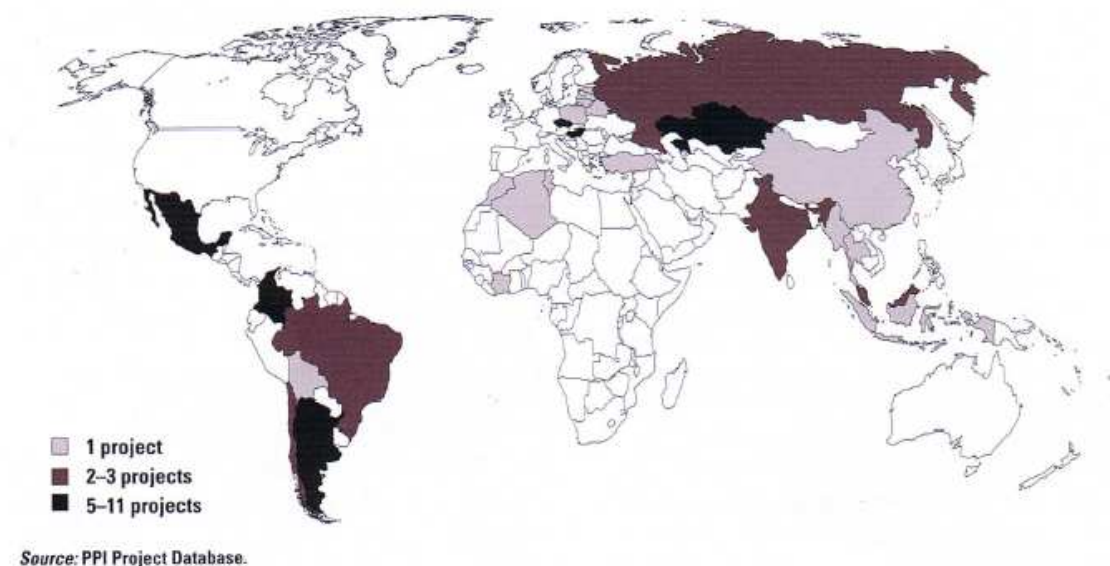 1 project
2–3 projects
5–11 projects
Source: PPI Project Database.